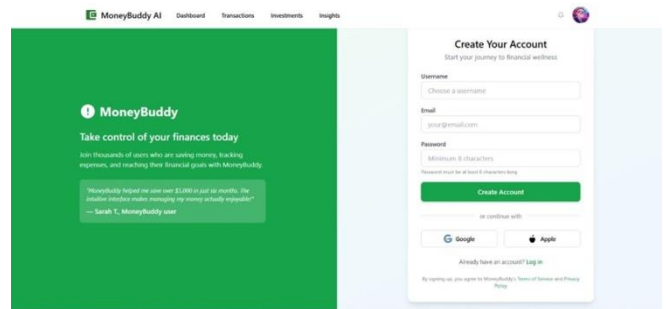 MoneyBuddy AI
Dashboard
Transactions
Investments
Insights
MoneyBuddy
Take control of your finances today
Join thousands of users who are saving money, tracking
expenses, and reaching their financial goals with MoneyBuddy.
"MoneyBuddy helped me save over $5,000 in just six months. The
intuitive interface makes managing my money actually enjoyable!"
— Sarah T., MoneyBuddy user
Create Your Account
Start your journey to financial wellness
Username
Choose a username
Email
your@email.com
Password
Minimum 8 characters
Password must be at least 8 characters long
Create Account
or continue with
Google
Apple
Already have an account? Log in
By signing up, you agree to MoneyBuddy's Terms of Service and Privacy
Policy